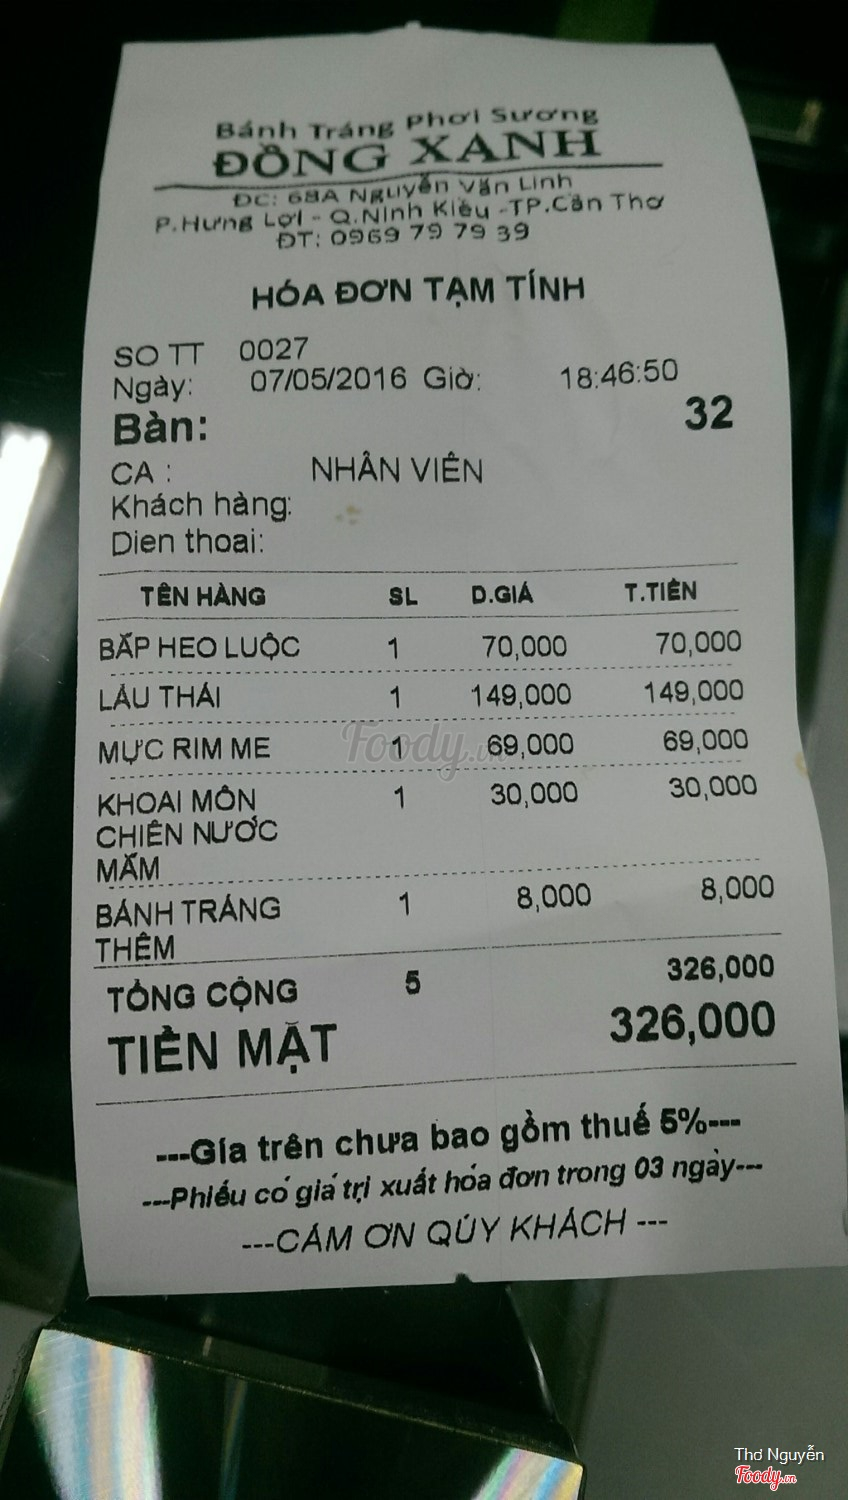 Bánh Tráng Phơi Sương
ĐỒNG XANH
ĐC: 68A Nguyễn Văn Linh
P.Hưng Lợi - Q.Ninh Kiều -TP.Cần Thơ
ĐT: 0969 79 79 39
HÓA ĐƠN TẠM TÍNH
SO TT 0027
Ngày: 07/05/2016 Giờ: 18:46:50
Bàn: 32
CA : NHÂN VIÊN
Khách hàng:
Dien thoai:
TÊN HÀNG SL D.GIÁ T.TIỀN
BẮP HEO LUỘC 1 70,000 70,000
LẨU THÁI 1 149,000 149,000
MỰC RIM ME 1 69,000 69,000
KHOAI MÔN 1 30,000 30,000
CHIÊN NƯỚC
MẮM
BÁNH TRÁNG 1 8,000 8,000
THÊM
TỔNG CỘNG 5 326,000
TIỀN MẶT 326,000
---Gía trên chưa bao gồm thuế 5%---
---Phiếu có giá trị xuất hóa đơn trong 03 ngày---
---CÁM ƠN QÚY KHÁCH ---
Foody.vn
Thơ Nguyễn
Foody.vn